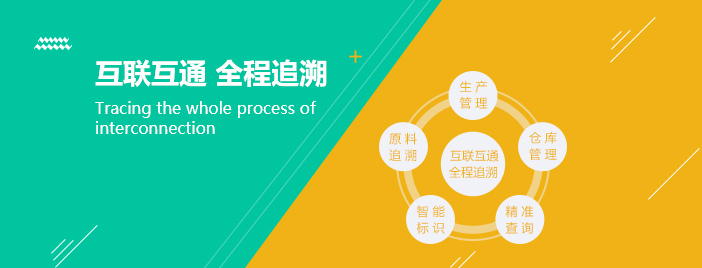 互联互通 全程追溯
Tracing the whole process of
interconnection
生产
管理
原料
追溯
仓库
管理
互联互通
全程追溯
智能
标识
精准
查询